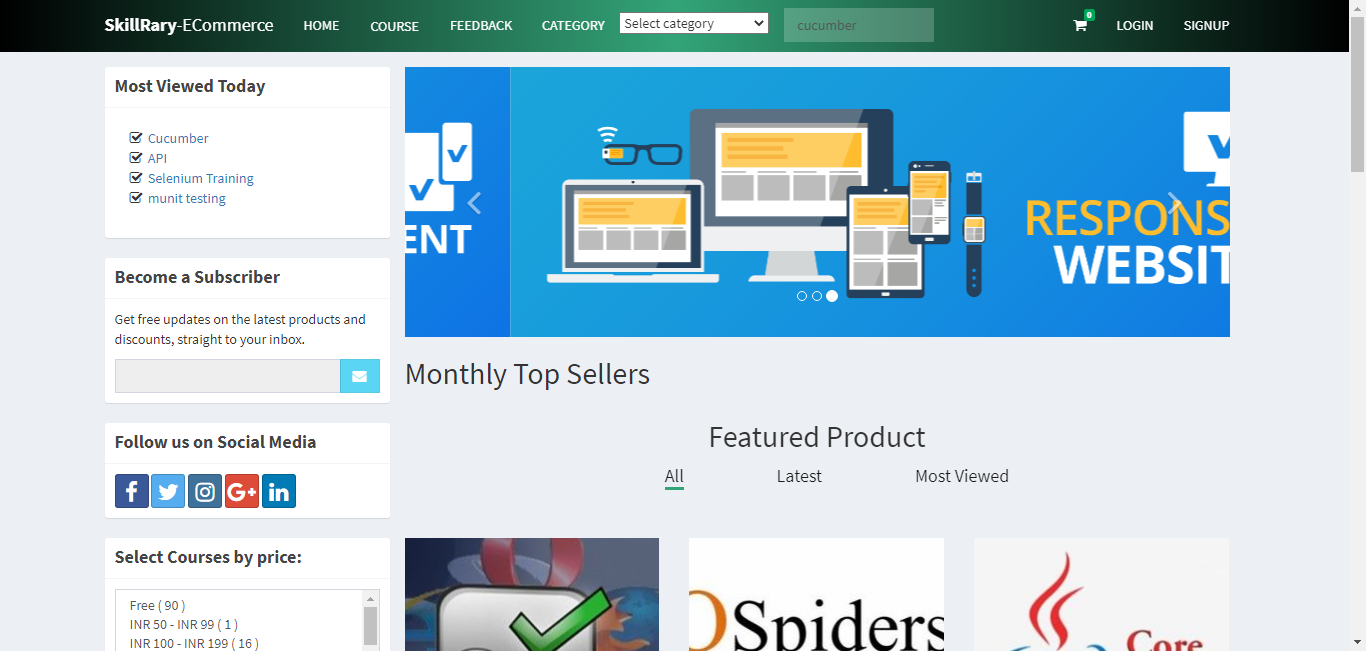 SkillRary-ECommerce HOME COURSE FEEDBACK CATEGORY Select category cucumber 0 LOGIN SIGNUP
Most Viewed Today
Cucumber
API
Selenium Training
munit testing
Become a Subscriber
Get free updates on the latest products and
discounts, straight to your inbox.
Follow us on Social Media
f G+ in
Select Courses by price:
Free ( 90 )
INR 50 - INR 99 ( 1 )
INR 100 - INR 199 ( 16 )
ENT
RESPONS
WEBSIT
Monthly Top Sellers
Featured Product
All Latest Most Viewed
Spiders
Core